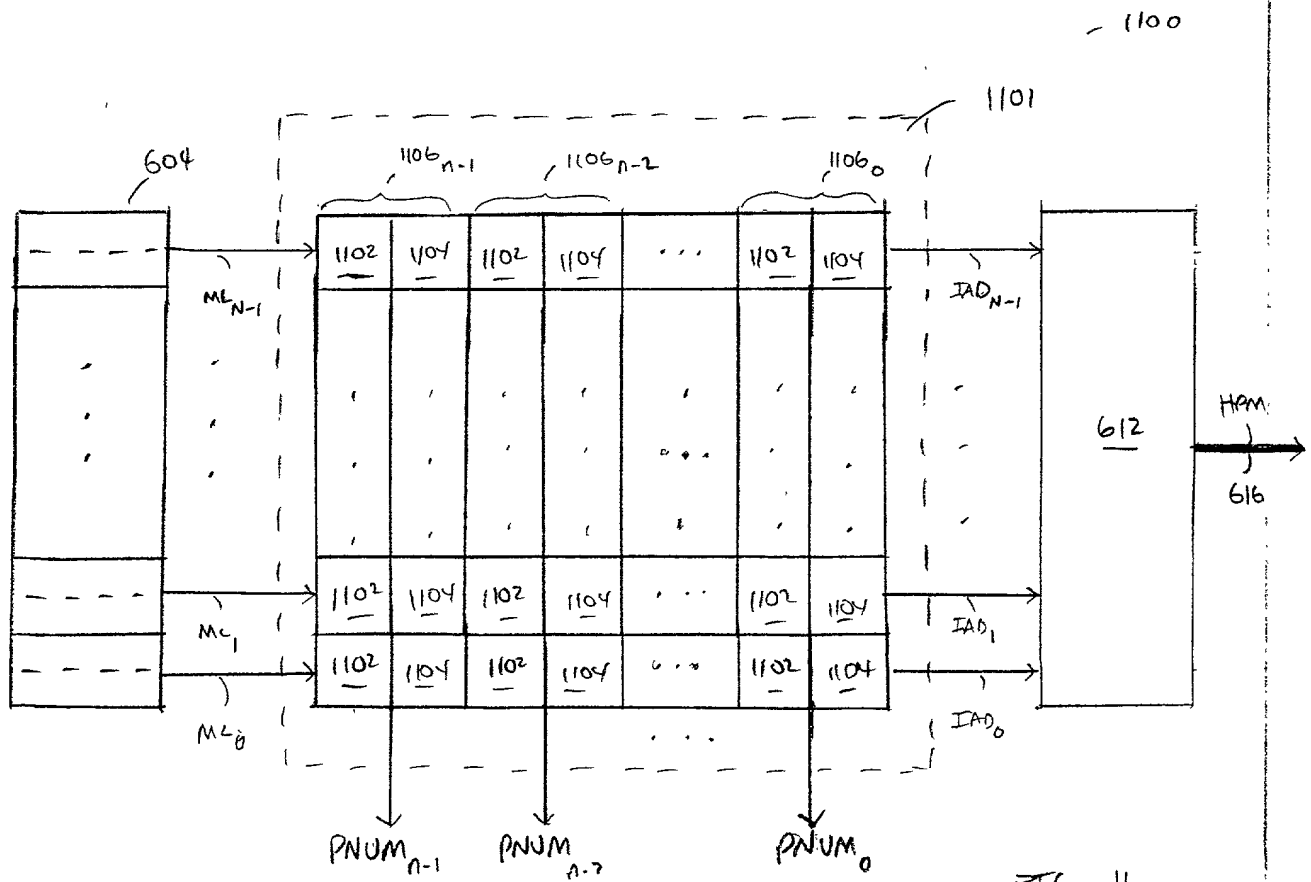 1100
1101
604
1106n-1 1106n-2 11060
1102 1104 1102 1104 ... 1102 1104
MLN-1 IADN-1
612
HPM
616
1102 1104 1102 1104 ... 1102 1104
ML1 IAD1
1102 1104 1102 1104 ... 1102 1104
ML0 IAD0
...
PNUMn-1 PNUMn-2 PNUM0